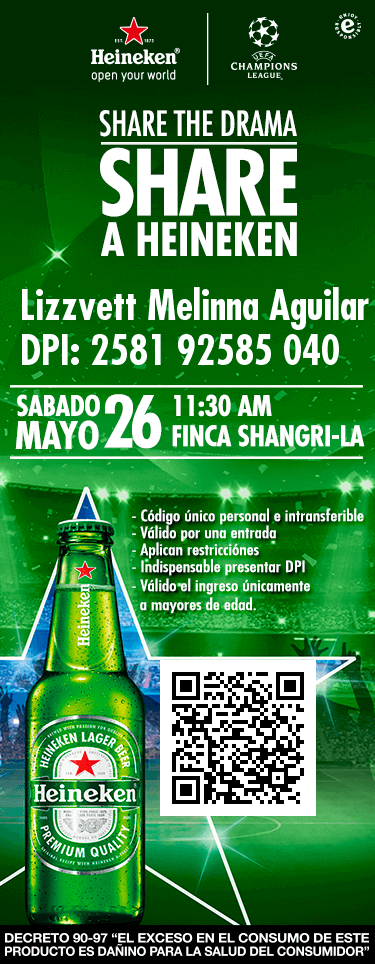 EST. 1873
Heineken®
open your world
UEFA
CHAMPIONS
LEAGUE®
ENJOY
RESPONSIBLY
SHARE THE DRAMA
SHARE
A HEINEKEN
Lizzvett Melinna Aguilar
DPI: 2581 92585 040
SABADO
MAYO 26
11:30 AM
FINCA SHANGRI-LA
- Código único personal e intransferible
- Válido por una entrada
- Aplican restricciónes
- Indispensable presentar DPI
- Válido el ingreso únicamente
a mayores de edad.
Heineken
HEINEKEN LAGER BEER
Heineken®
PREMIUM QUALITY
DECRETO 90-97 “EL EXCESO EN EL CONSUMO DE ESTE
PRODUCTO ES DAÑINO PARA LA SALUD DEL CONSUMIDOR”